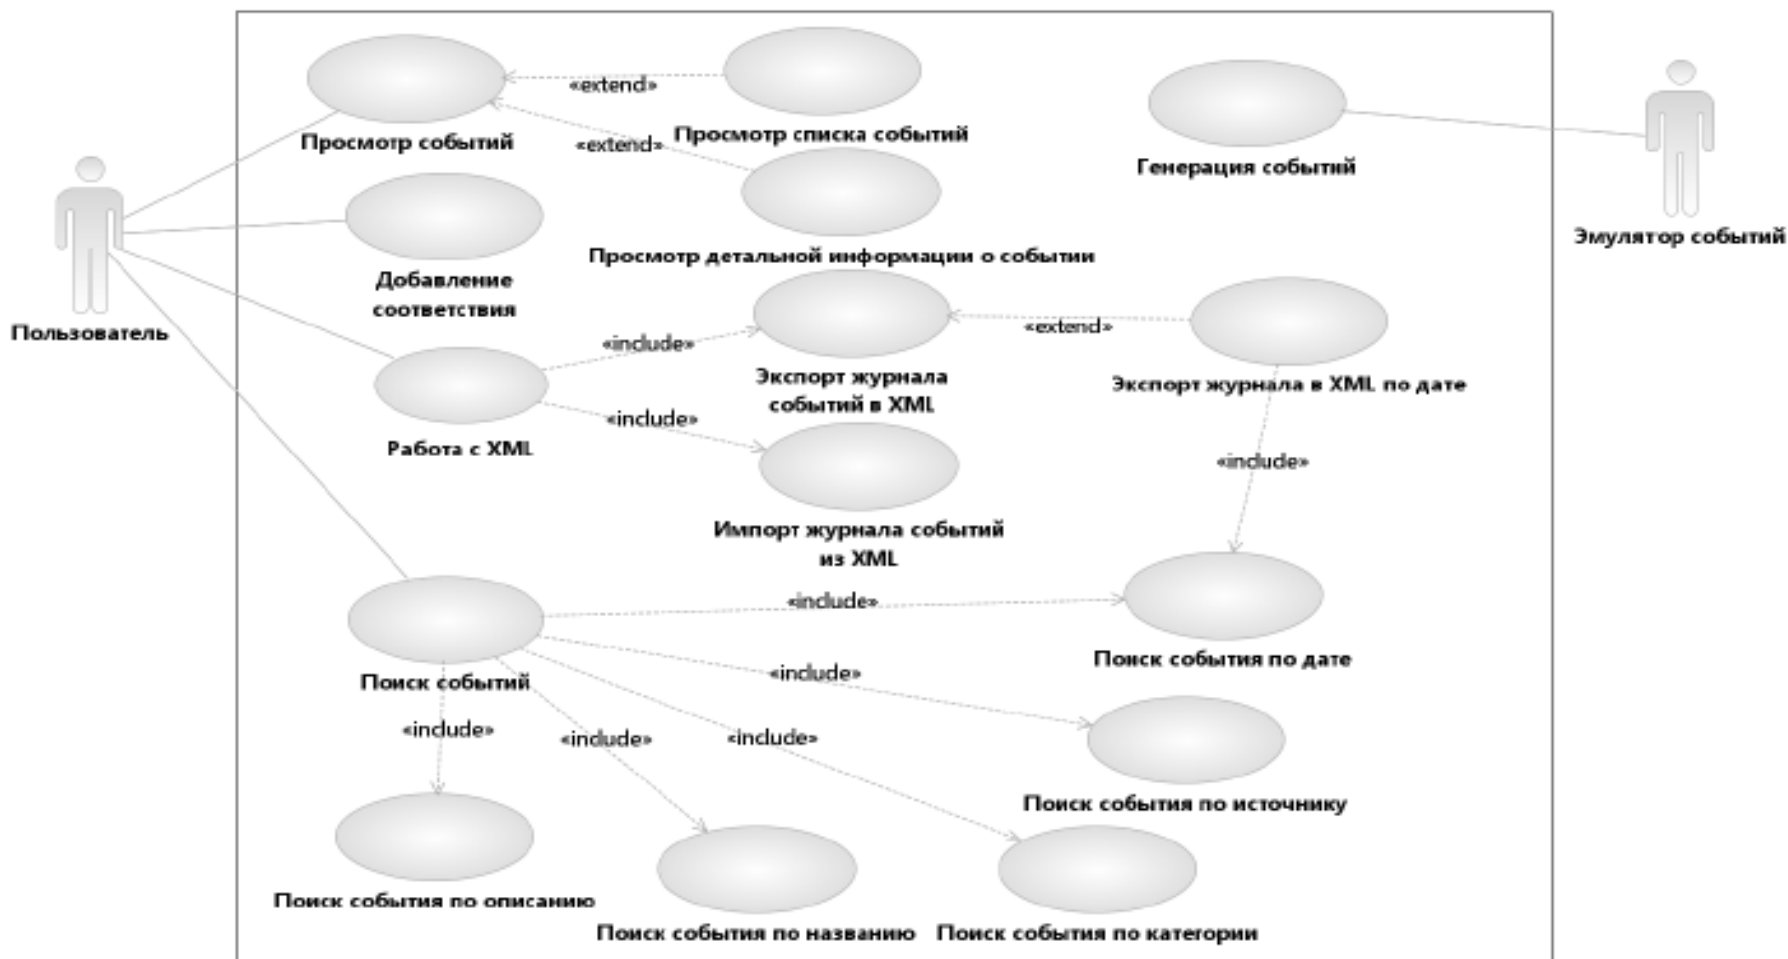 «extend»
Просмотр событий
Просмотр списка событий
«extend»
Генерация событий
Эмулятор событий
Просмотр детальной информации о событии
Добавление
соответствия
Пользователь
«extend»
«include»
Экспорт журнала
событий в XML
Экспорт журнала в XML по дате
«include»
Работа с XML
«include»
Импорт журнала событий
из XML
«include»
Поиск события по дате
Поиск событий
«include»
«include»
«include»
«include»
Поиск события по источнику
Поиск события по описанию
Поиск события по названию
Поиск события по категории